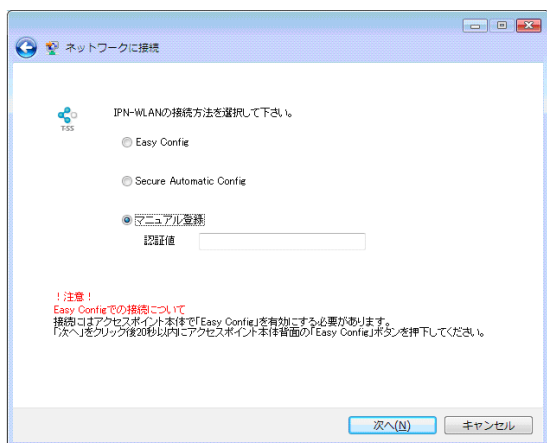 ネットワークに接続
IPN-WLANの接続方法を選択して下さい。
TSS
Easy Config
Secure Automatic Config
マニュアル登録
認証値
！注意！
Easy Configでの接続について
接続にはアクセスポイント本体で「Easy Config」を有効にする必要があります。
「次へ」をクリック後20秒以内にアクセスポイント本体背面の「Easy Config」ボタンを押下してください。
次へ(N)
キャンセル